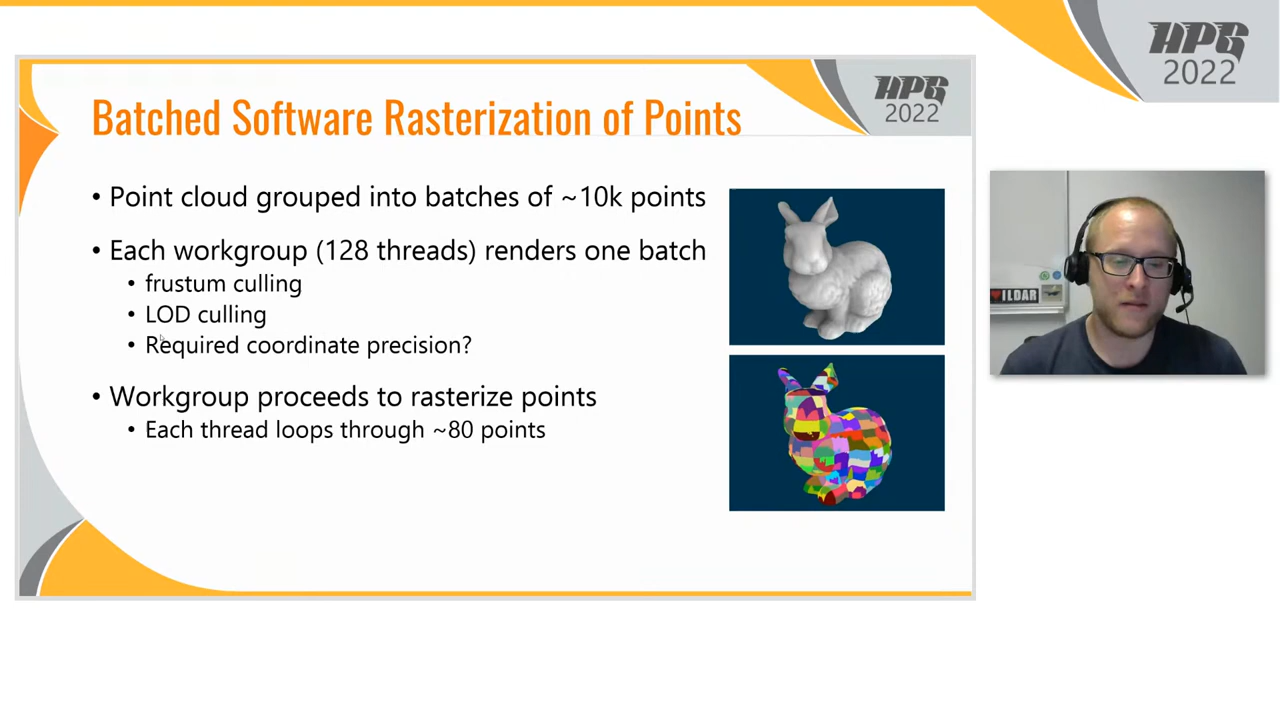 HPG
2022
HPG
2022
Batched Software Rasterization of Points
• Point cloud grouped into batches of ~10k points
• Each workgroup (128 threads) renders one batch
• frustum culling
• LOD culling
• Required coordinate precision?
• Workgroup proceeds to rasterize points
• Each thread loops through ~80 points
ILDAR